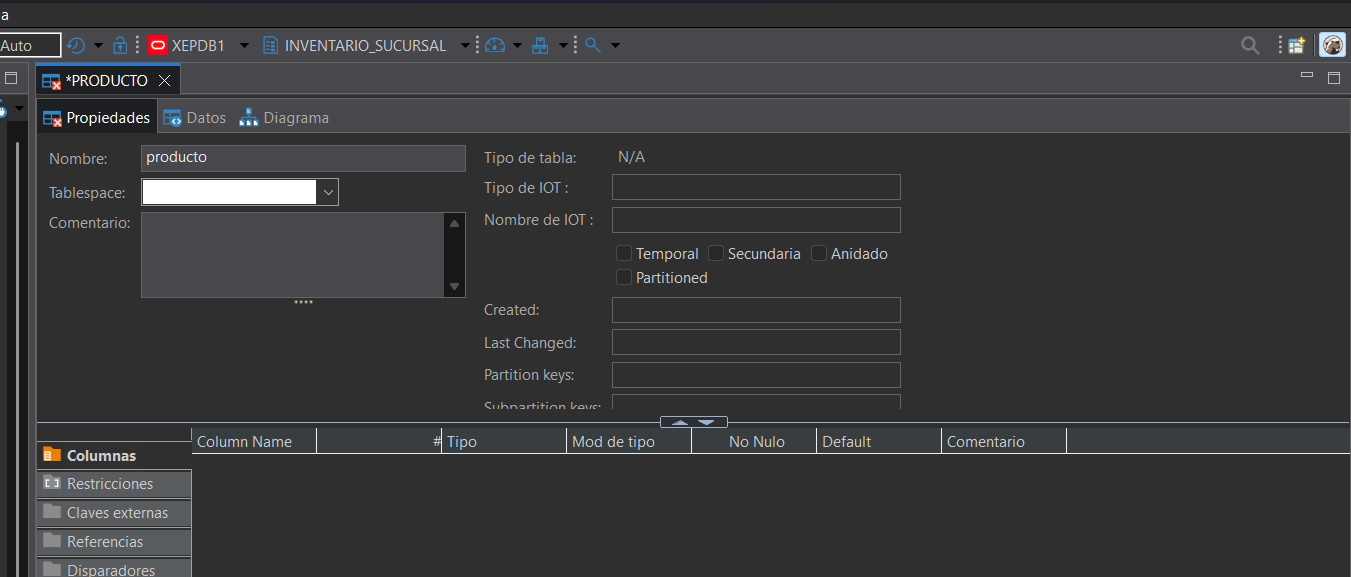 a
Auto XEPDB1 INVENTARIO_SUCURSAL
*PRODUCTO
Propiedades Datos Diagrama
Nombre: producto
Tablespace:
Comentario:
Tipo de tabla: N/A
Tipo de IOT :
Nombre de IOT :
Temporal Secundaria Anidado
Partitioned
Created:
Last Changed:
Partition keys:
Subpartition keys:
Column Name # Tipo Mod de tipo No Nulo Default Comentario
Columnas
Restricciones
Claves externas
Referencias
Disparadores